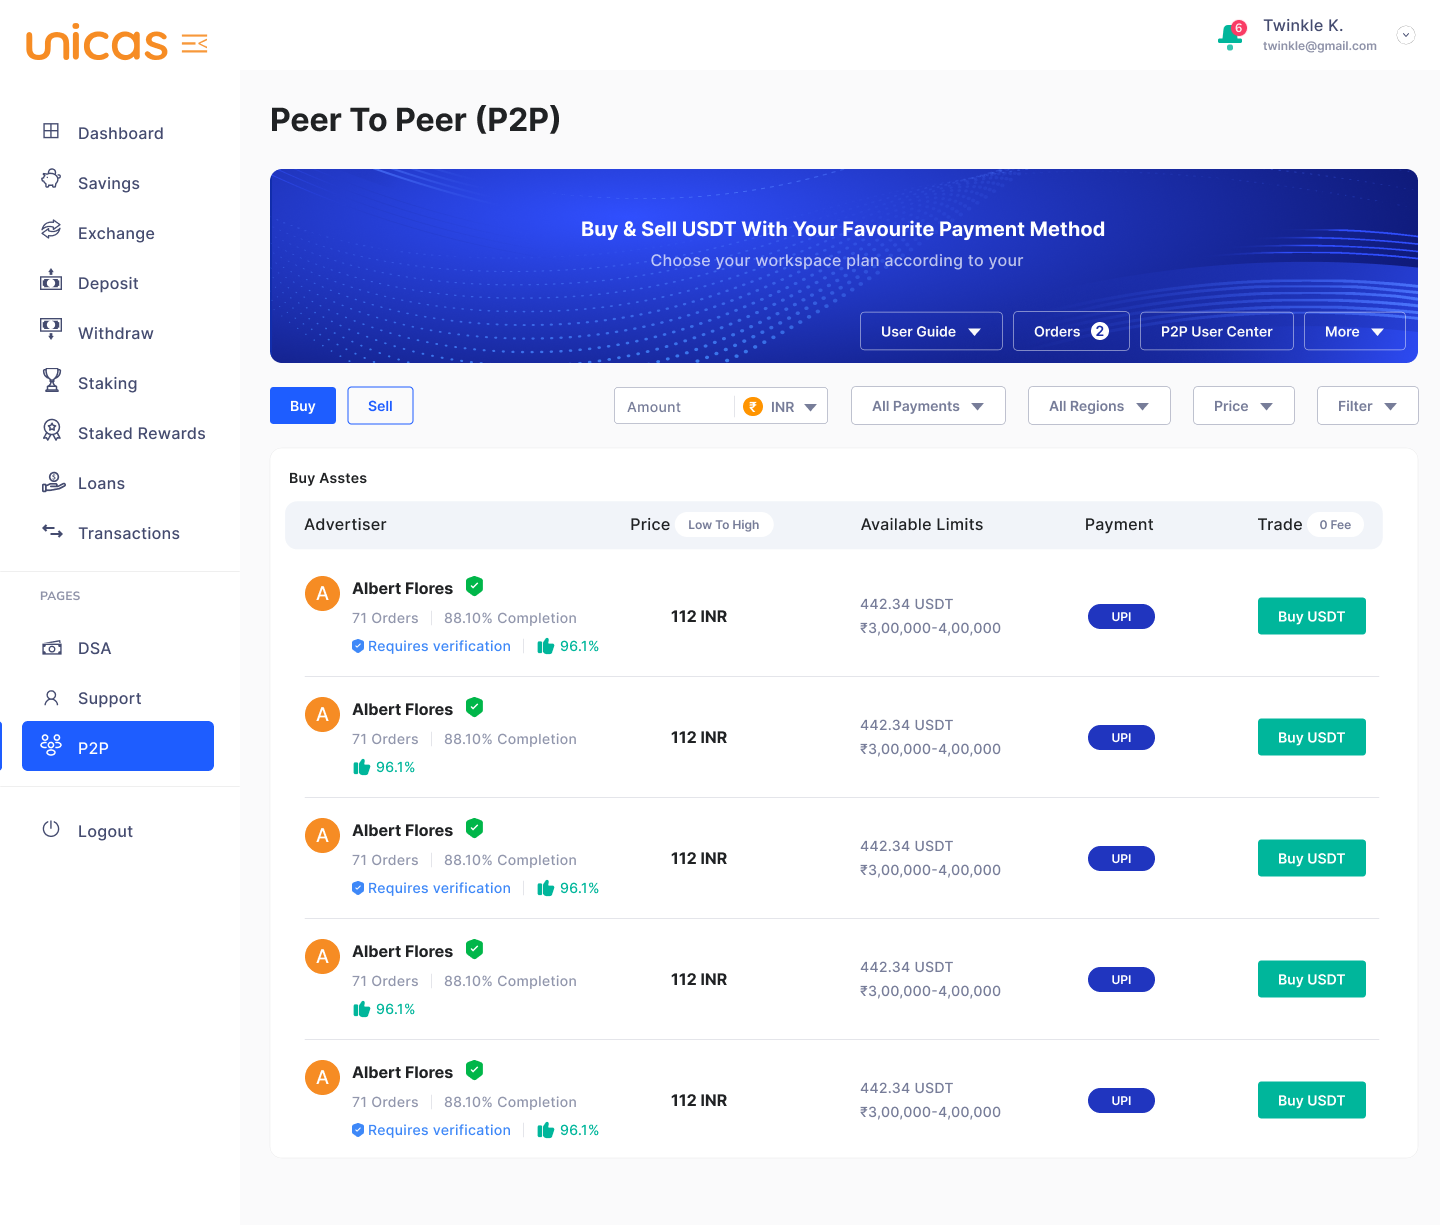 unicas
6
Twinkle K.
twinkle@gmail.com
Dashboard
Savings
Exchange
Deposit
Withdraw
Staking
Staked Rewards
Loans
Transactions
PAGES
DSA
Support
P2P
Logout
Peer To Peer (P2P)
Buy & Sell USDT With Your Favourite Payment Method
Choose your workspace plan according to your
User Guide
Orders 2
P2P User Center
More
Buy
Sell
Amount
₹ INR
All Payments
All Regions
Price
Filter
Buy Asstes
Advertiser Price Low To High Available Limits Payment Trade 0 Fee
A Albert Flores
71 Orders 88.10% Completion
Requires verification 96.1%
112 INR
442.34 USDT
₹3,00,000-4,00,000
UPI
Buy USDT
A Albert Flores
71 Orders 88.10% Completion
96.1%
112 INR
442.34 USDT
₹3,00,000-4,00,000
UPI
Buy USDT
A Albert Flores
71 Orders 88.10% Completion
Requires verification 96.1%
112 INR
442.34 USDT
₹3,00,000-4,00,000
UPI
Buy USDT
A Albert Flores
71 Orders 88.10% Completion
96.1%
112 INR
442.34 USDT
₹3,00,000-4,00,000
UPI
Buy USDT
A Albert Flores
71 Orders 88.10% Completion
Requires verification 96.1%
112 INR
442.34 USDT
₹3,00,000-4,00,000
UPI
Buy USDT